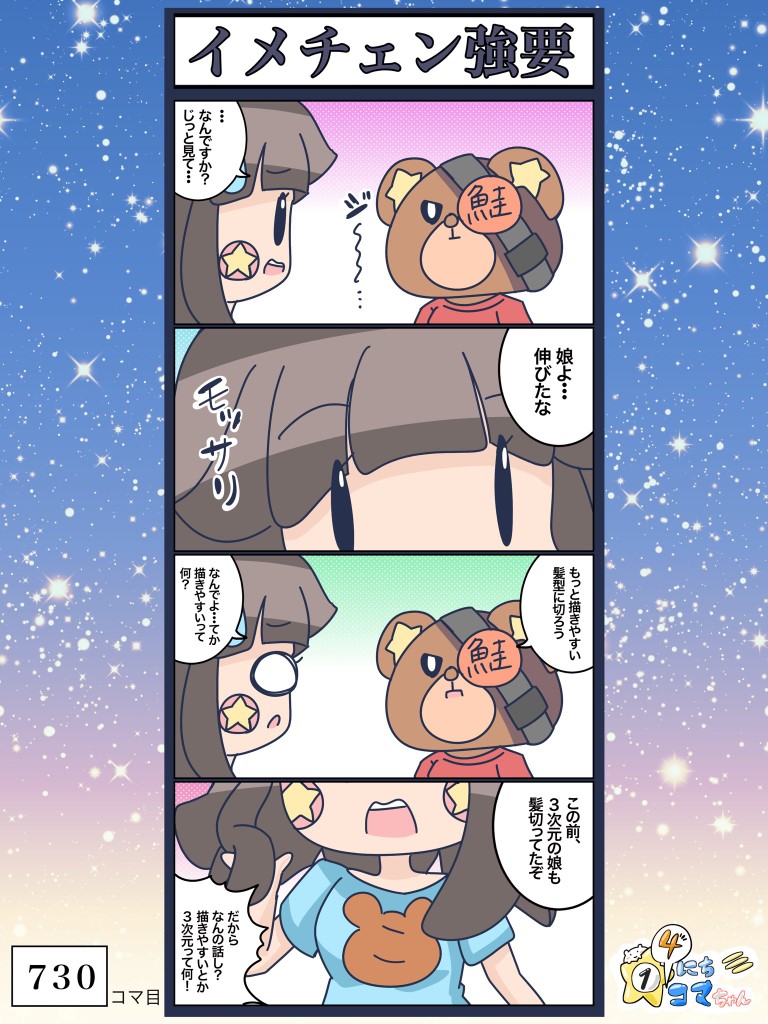 イメチェン強要
…
なんですか?
じっと見て…
鮭
ジーッ…
娘よ…
伸びたな
モッサリ
もっと描きやすい
髪型に切ろう
なんでよ…てか
描きやすいって
何?
鮭
この前、
3次元の娘も
髪切ってたぞ
だから
なんの話し?
描きやすいとか
3次元って何!
730
コマ目
1
にち
4
コマ
ちゃん